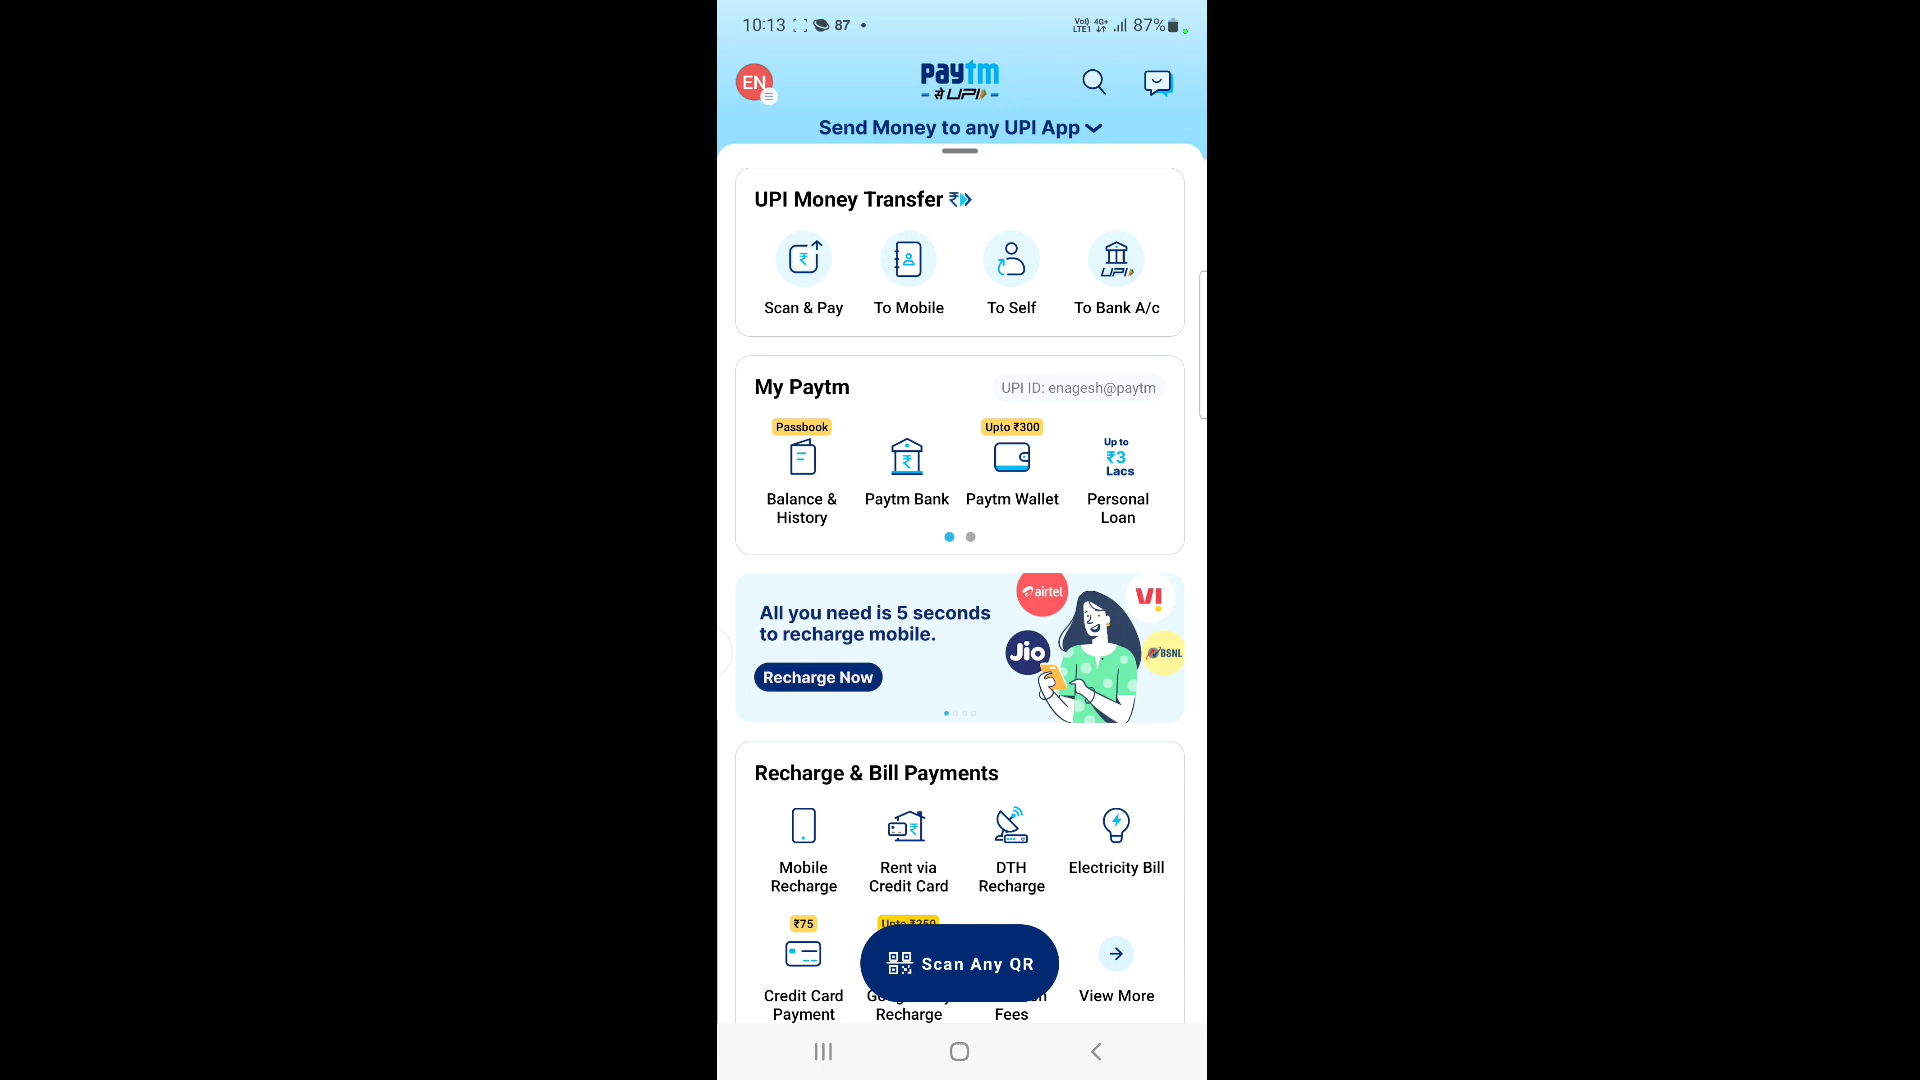 10:13 87 •
Vo)) LTE1 4G+ 87%
EN
paytm
से UPI
Send Money to any UPI App
UPI Money Transfer ₹
₹
UPI
Scan & Pay To Mobile To Self To Bank A/c
My Paytm UPI ID: enagesh@paytm
Passbook Upto ₹300 Up to
₹ ₹3
Lacs
Balance & History
Paytm Bank
Paytm Wallet
Personal Loan
airtel
VI
All you need is 5 seconds
to recharge mobile.
Jio
BSNL
Recharge Now
Recharge & Bill Payments
₹
Mobile Recharge
Rent via Credit Card
DTH Recharge
Electricity Bill
₹75
Scan Any QR
Credit Card Payment
Recharge
Fees
View More